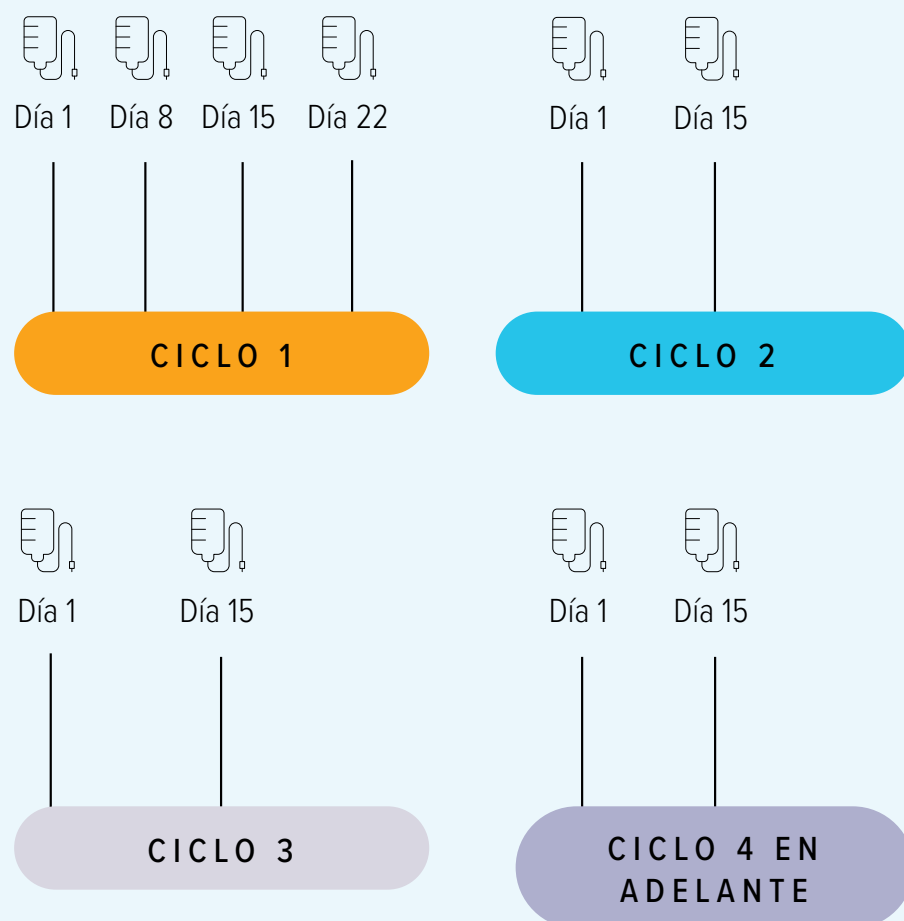 Día 1 Día 8 Día 15 Día 22
CICLO 1
Día 1 Día 15
CICLO 2
Día 1 Día 15
CICLO 3
Día 1 Día 15
CICLO 4 EN
ADELANTE